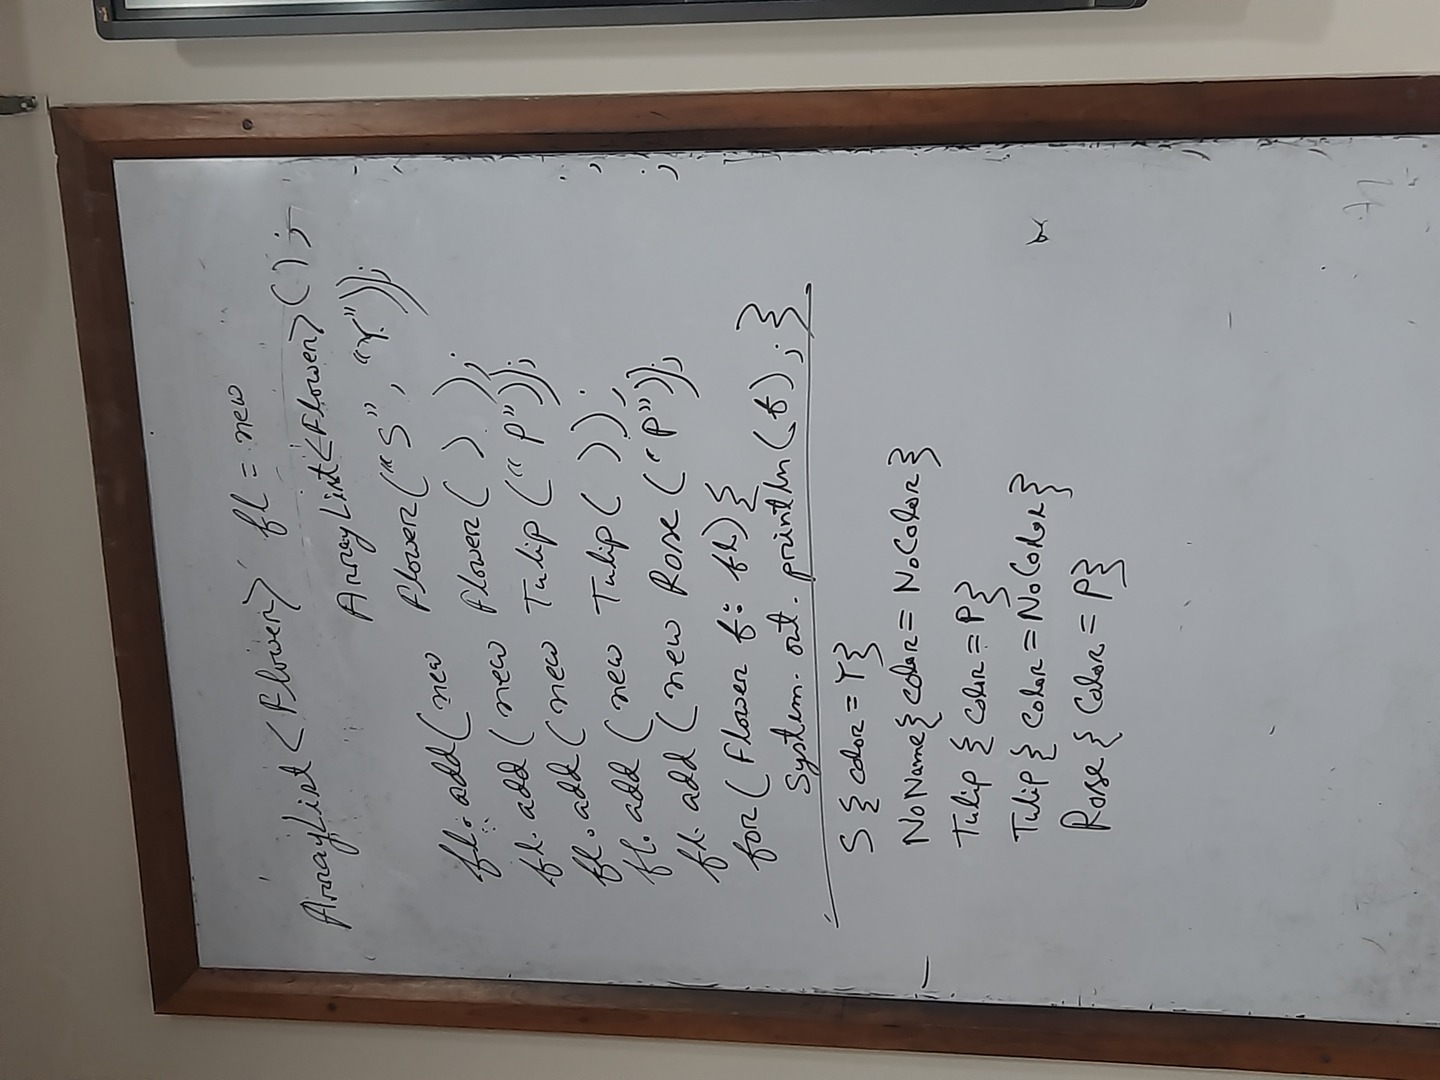 ArrayList<Flower> fl = new
ArrayList<Flower>();
fl.add(new Flower("S", "Y"));
fl.add(new Flower( ) );
fl.add(new Tulip("P"));
fl.add(new Tulip( ));
fl.add(new Rose("P"));
for(Flower f: fl){
System.out.println(f);}
S{color=Y}
NoName{color= NoColor}
Tulip{color=P}
Tulip{color=NoColor}
Rose{Color=P}